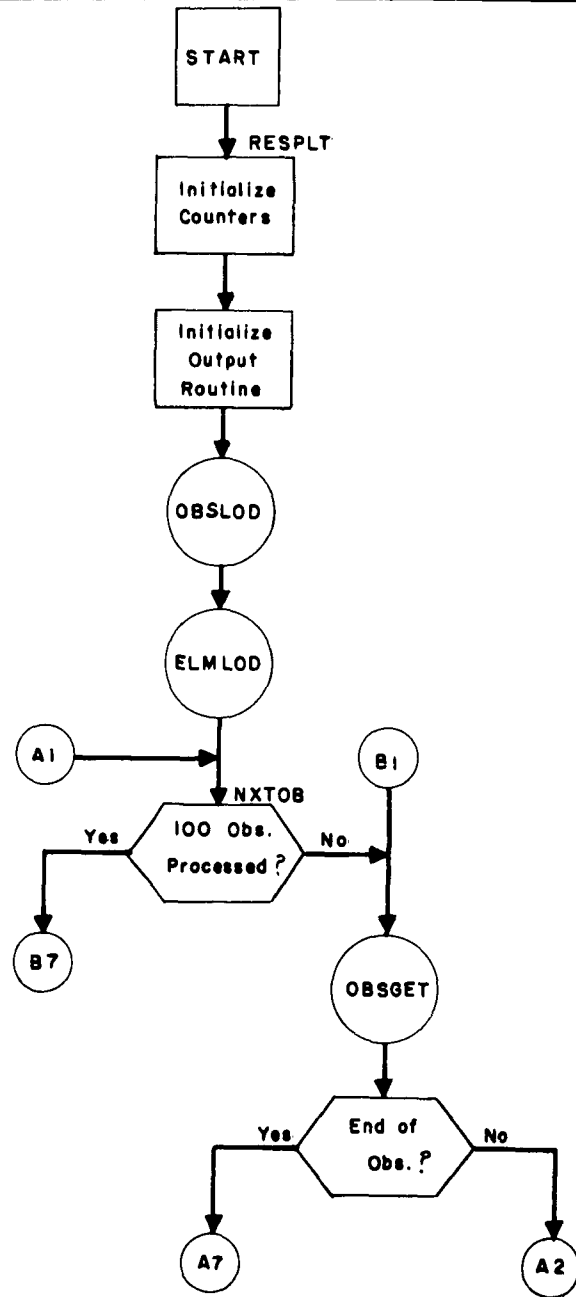 START
RESPLT
Initialize
Counters
Initialize
Output
Routine
OBSLOD
ELMLOD
A1
B1
NXTOB
Yes
100 Obs.
Processed?
No
B7
OBSGET
Yes
End of
Obs.?
No
A7
A2